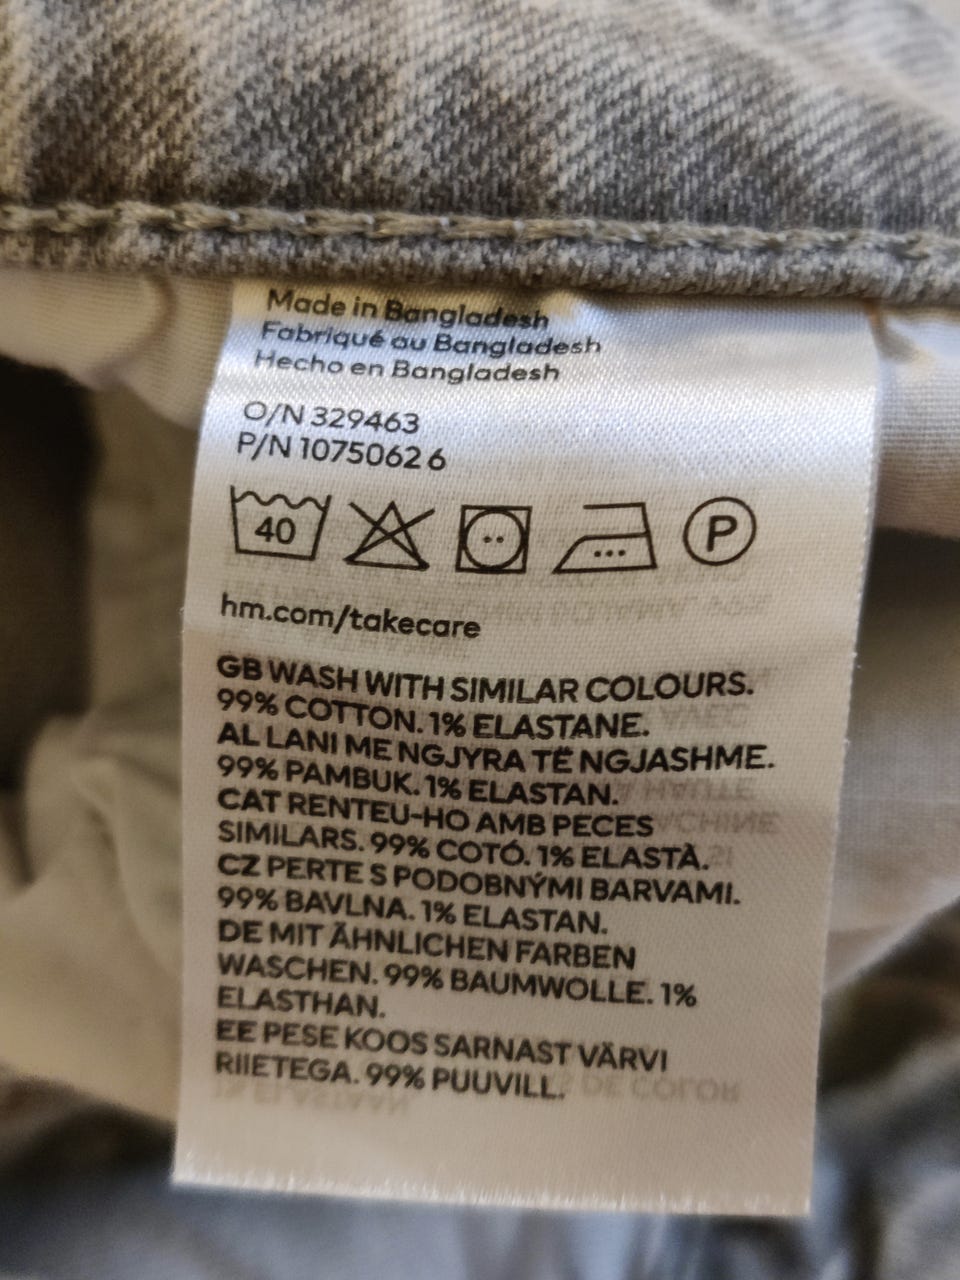 Made in Bangladesh
Fabriqué au Bangladesh
Hecho en Bangladesh
O/N 329463
P/N 10750626
40
P
hm.com/takecare
GB WASH WITH SIMILAR COLOURS.
99% COTTON. 1% ELASTANE.
AL LANI ME NGJYRA TË NGJASHME.
99% PAMBUK. 1% ELASTAN.
CAT RENTEU-HO AMB PECES
SIMILARS. 99% COTÓ. 1% ELASTÀ.
CZ PERTE S PODOBNÝMI BARVAMI.
99% BAVLNA. 1% ELASTAN.
DE MIT ÄHNLICHEN FARBEN
WASCHEN. 99% BAUMWOLLE. 1%
ELASTHAN.
EE PESE KOOS SARNAST VÄRVI
RIIETEGA. 99% PUUVILL.